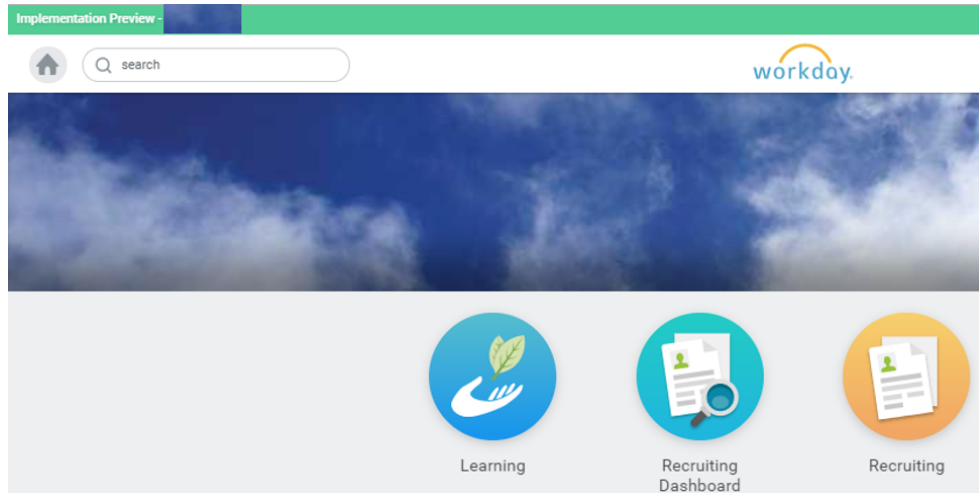 Implementation Preview -
search
workday.
Learning
Recruiting
Dashboard
Recruiting